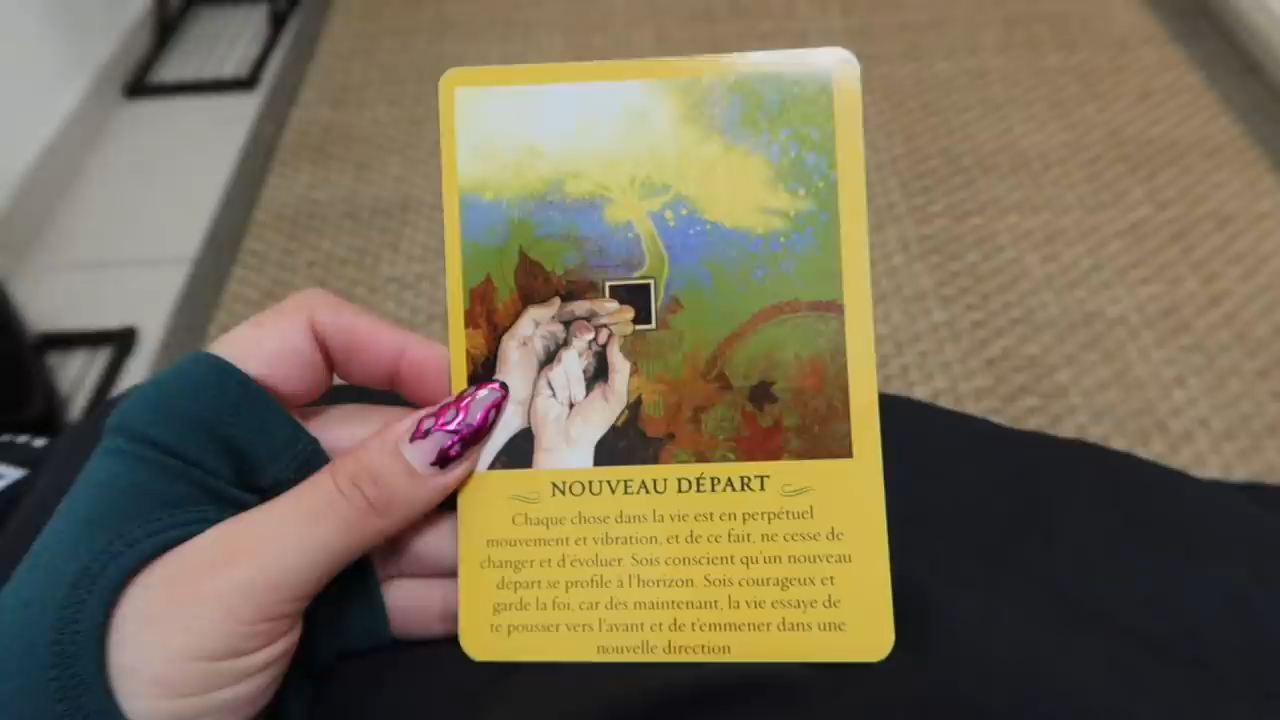 NOUVEAU DÉPART
Chaque chose dans la vie est en perpétuel
mouvement et vibration, et de ce fait, ne cesse de
changer et d'évoluer. Sois conscient qu'un nouveau
départ se profile à l'horizon. Sois courageux et
garde la foi, car dès maintenant, la vie essaye de
te pousser vers l'avant et de t'emmener dans une
nouvelle direction